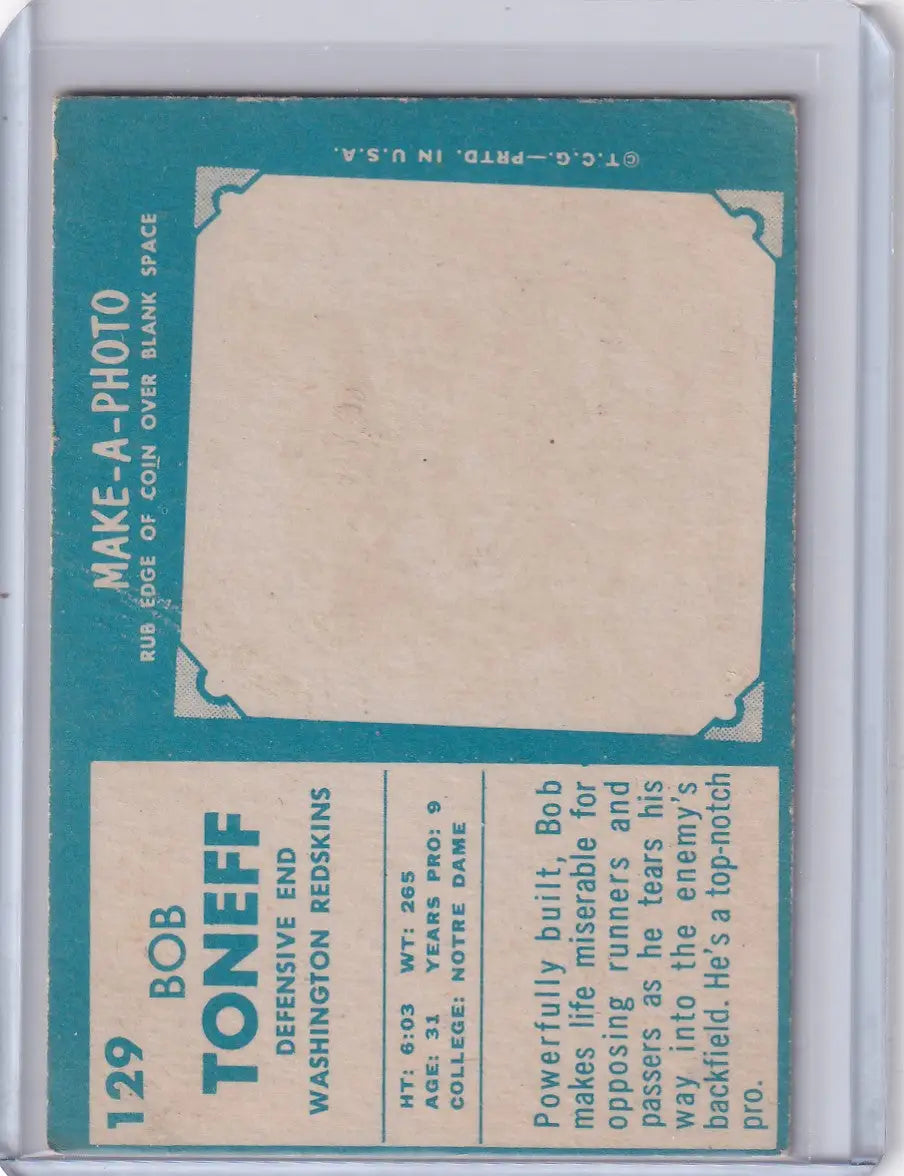 129
BOB
TONEFF
DEFENSIVE END
WASHINGTON REDSKINS
HT: 6:03 WT: 265
AGE: 31 YEARS PRO: 9
COLLEGE: NOTRE DAME
Powerfully built, Bob
makes life miserable for
opposing runners and
passers as he tears his
way into the enemy's
backfield. He's a top-notch
pro.
MAKE-A-PHOTO
RUB EDGE OF COIN OVER BLANK SPACE
©T.C.G.—PRTD. IN U.S.A.